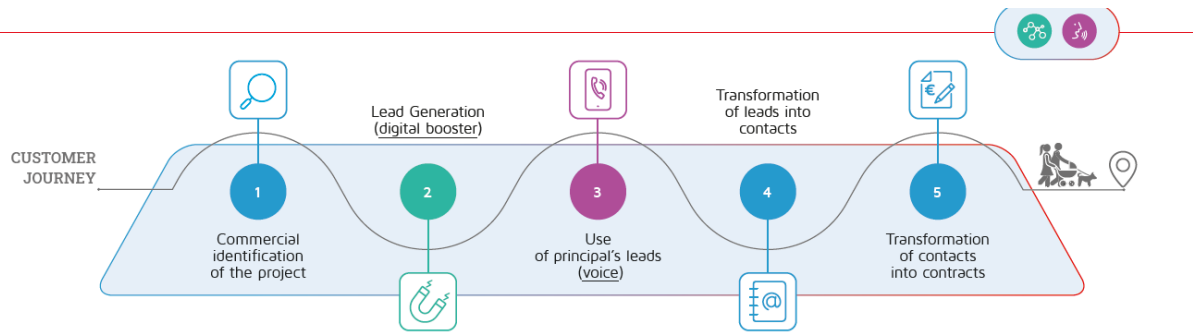 CUSTOMER
JOURNEY
1
Commercial
identification
of the project
Lead Generation
(digital booster)
2
3
Use
of principal's leads
(voice)
Transformation
of leads into
contacts
4
@
€
5
Transformation
of contacts
into contracts